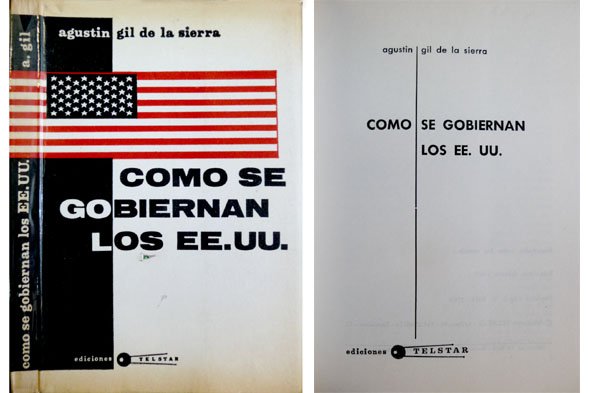 a. gil
como se gobiernan los EE.UU.
agustin gil de la sierra
COMO SE
GOBIERNAN
LOS EE.UU.
ediciones TELSTAR
agustin gil de la sierra
COMO SE GOBIERNAN
LOS EE. UU.
ediciones TELSTAR